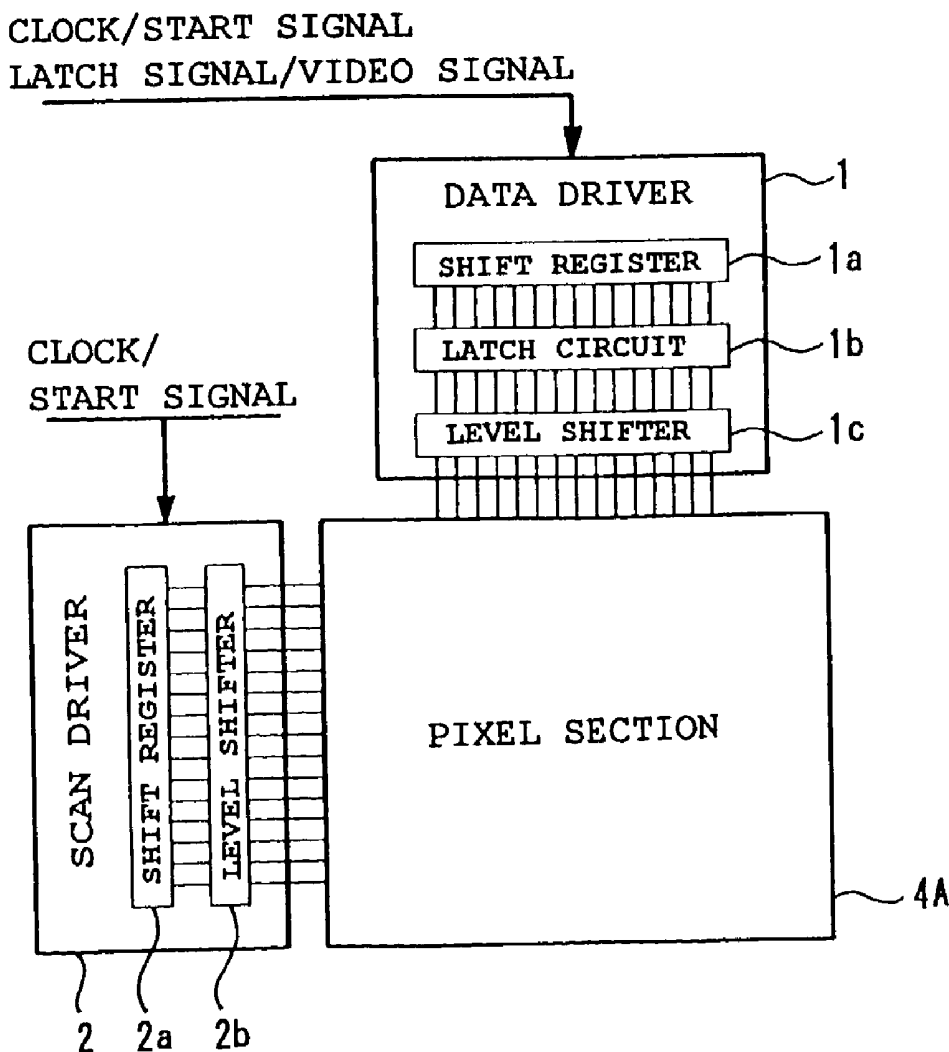 CLOCK/START SIGNAL
LATCH SIGNAL/VIDEO SIGNAL
DATA DRIVER
1
SHIFT REGISTER
1a
LATCH CIRCUIT
1b
LEVEL SHIFTER
1c
CLOCK/
START SIGNAL
SCAN DRIVER
SHIFT REGISTER
LEVEL SHIFTER
PIXEL SECTION
4A
2
2a
2b